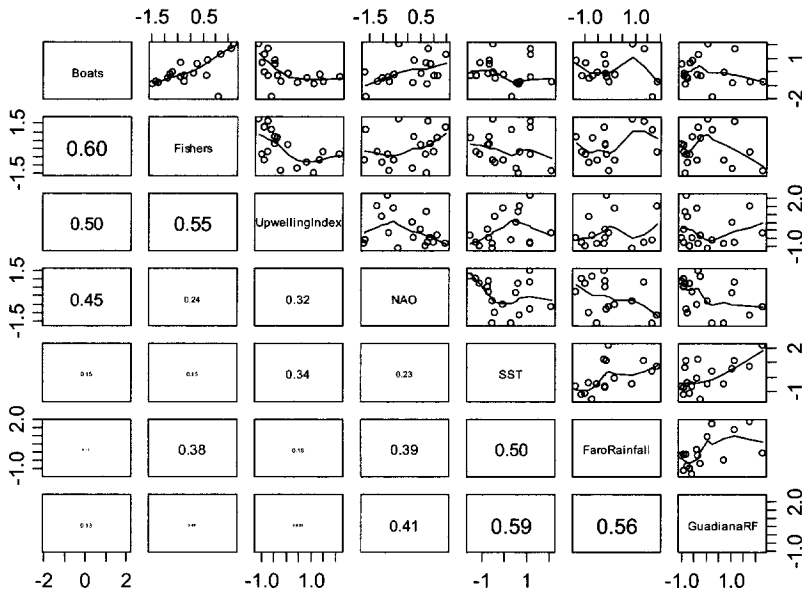 -1.5 0.5 -1.5 0.5 -1.0 1.0
Boats
1
-2
1.5
-1.5
0.60
Fishers
0.50 0.55 UpwellingIndex
2.0
-1.0
1.5
-1.5
0.45 0.24 0.32 NAO
0.15 0.15 0.34 0.23 SST
2
-1
2.0
-1.0
0.38 0.16 0.39 0.50 FaroRainfall
0.13 0.41 0.59 0.56 GuadianaRF
2.0
-1.0
-2 0 2 -1.0 1.0 -1 1 -1.0 1.0